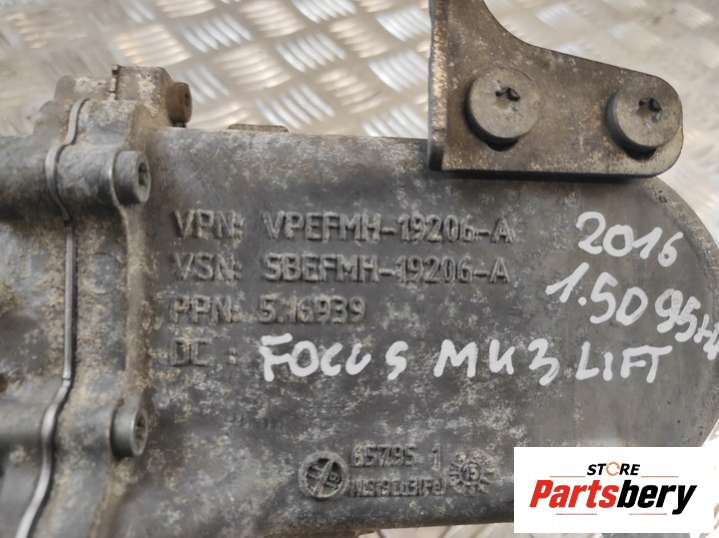 VPN: VPEFMH-19206-A
VSN: SBEFMH-19206-A
PPN: 5.16939
DC :
2016
1.5D 95
FOCUS MK3 LIFT
65795 1
STORE
Partsbery